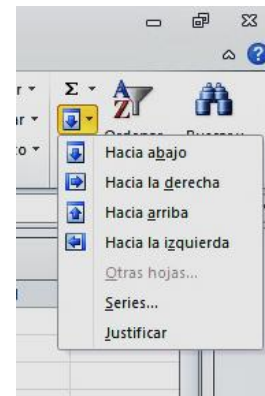 Σ
A
Z
Hacia abajo
Hacia la derecha
Hacia arriba
Hacia la izquierda
Otras hojas...
Series...
Justificar